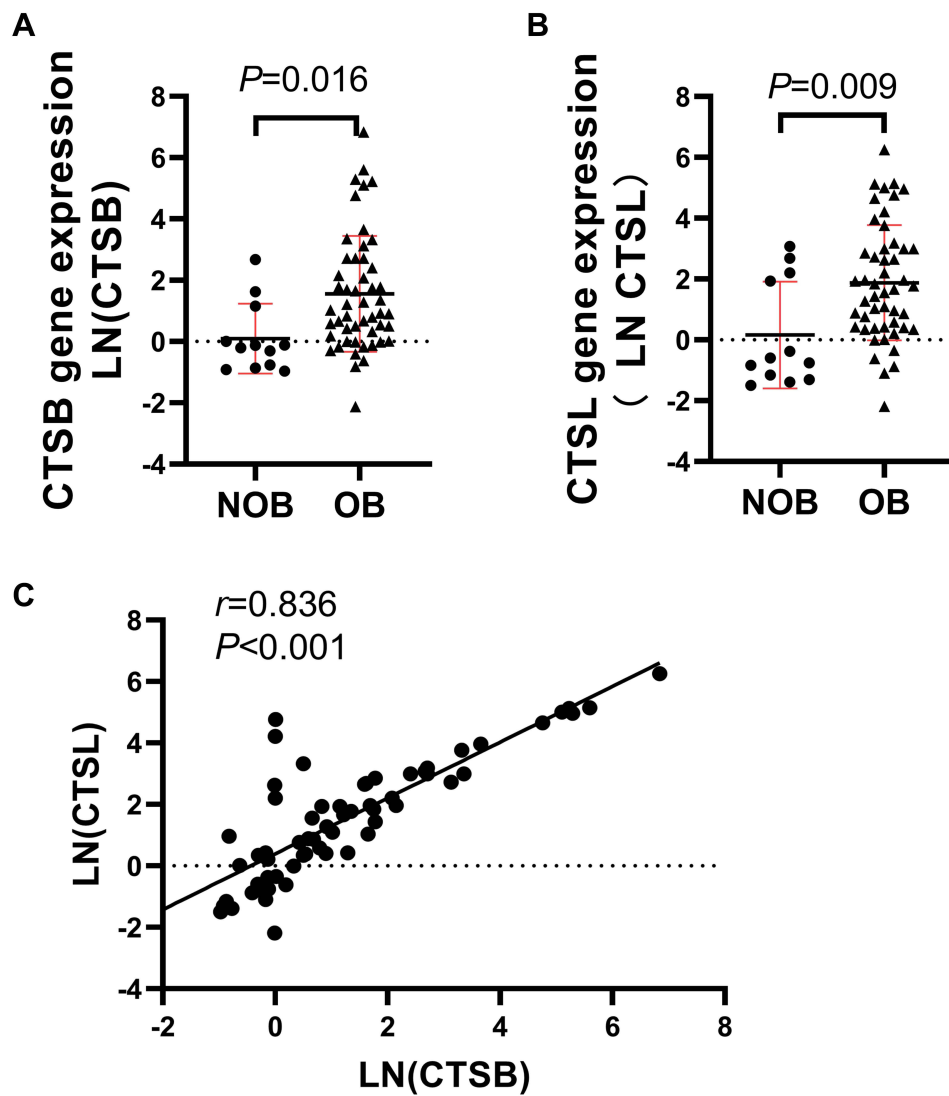 A
CTSB gene expression
LN(CTSB)
P=0.016
8
6
4
2
0
-2
-4
NOB OB
B
CTSL gene expression
( LN CTSL)
P=0.009
8
6
4
2
0
-2
-4
NOB OB
C
r=0.836
P<0.001
LN(CTSL)
8
6
4
2
0
-2
-4
-2 0 2 4 6 8
LN(CTSB)